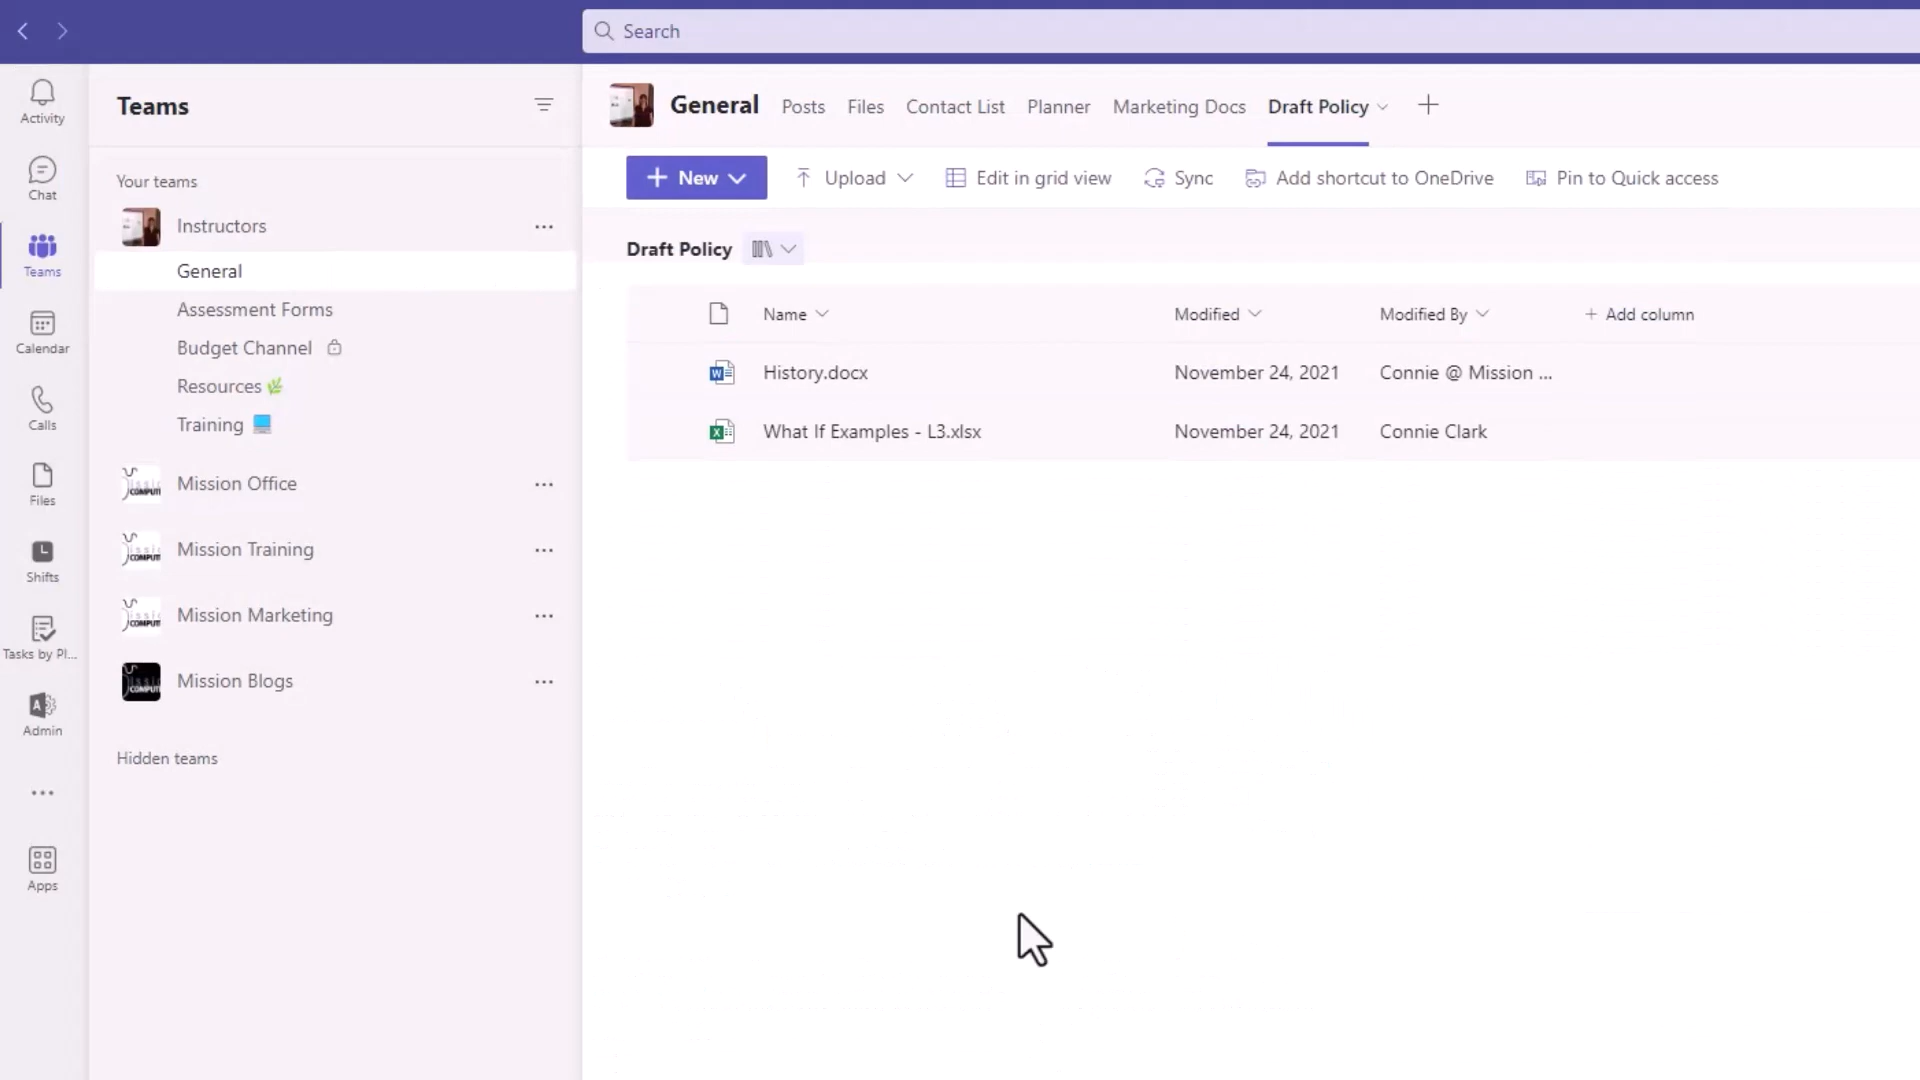 Search
Activity
Chat
Teams
Calendar
Calls
Files
Shifts
Tasks by Pl...
Admin
Apps
Teams
Your teams
Instructors
General
Assessment Forms
Budget Channel
Resources
Training
Mission Office
Mission Training
Mission Marketing
Mission Blogs
Hidden teams
General Posts Files Contact List Planner Marketing Docs Draft Policy
New Upload Edit in grid view Sync Add shortcut to OneDrive Pin to Quick access
Draft Policy
Name Modified Modified By + Add column
History.docx November 24, 2021 Connie @ Mission ...
What If Examples - L3.xlsx November 24, 2021 Connie Clark